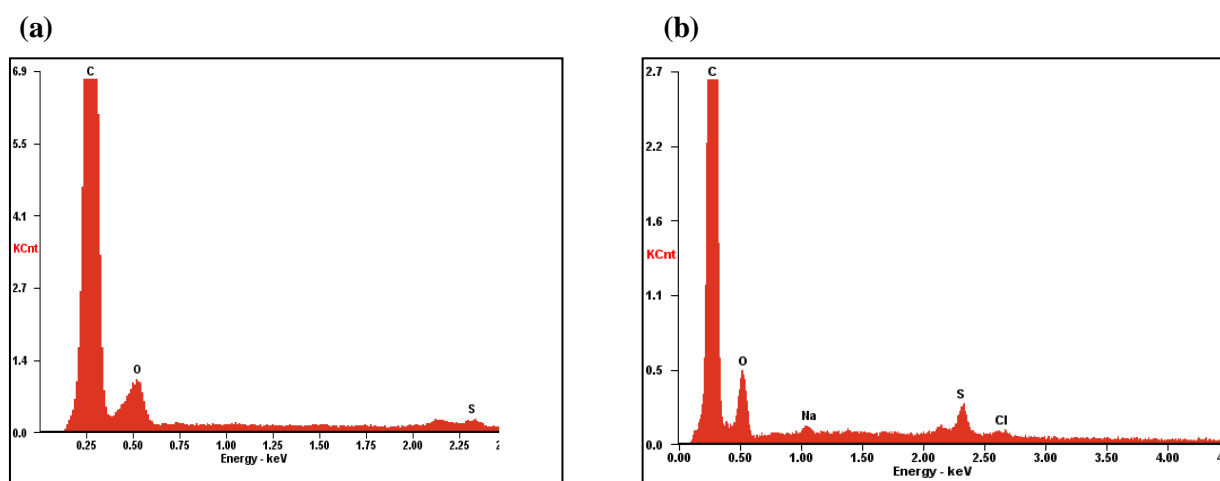 (a)
6.9
5.5
4.1
KCnt
2.7
1.4
0.0
C
O
S
0.25 0.50 0.75 1.00 1.25 1.50 1.75 2.00 2.25 2
Energy - keV
(b)
2.7
2.2
1.6
KCnt
1.1
0.5
0.0
C
O
Na
S
Cl
0.00 0.50 1.00 1.50 2.00 2.50 3.00 3.50 4.00 4
Energy - keV